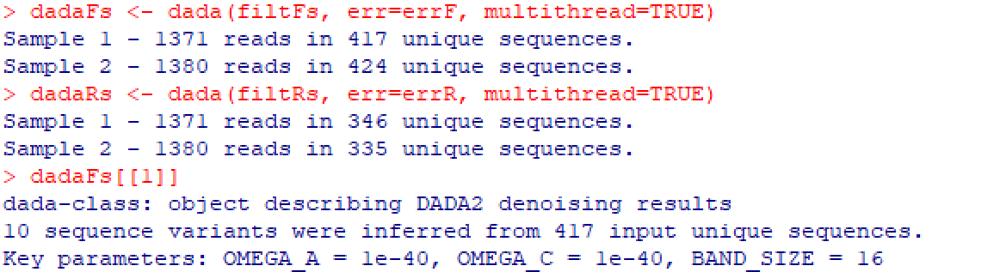 > dadaFs <- dada(filtFs, err=errF, multithread=TRUE)
Sample 1 - 1371 reads in 417 unique sequences.
Sample 2 - 1380 reads in 424 unique sequences.
> dadaRs <- dada(filtRs, err=errR, multithread=TRUE)
Sample 1 - 1371 reads in 346 unique sequences.
Sample 2 - 1380 reads in 335 unique sequences.
> dadaFs[[1]]
dada-class: object describing DADA2 denoising results
10 sequence variants were inferred from 417 input unique sequences.
Key parameters: OMEGA_A = 1e-40, OMEGA_C = 1e-40, BAND_SIZE = 16